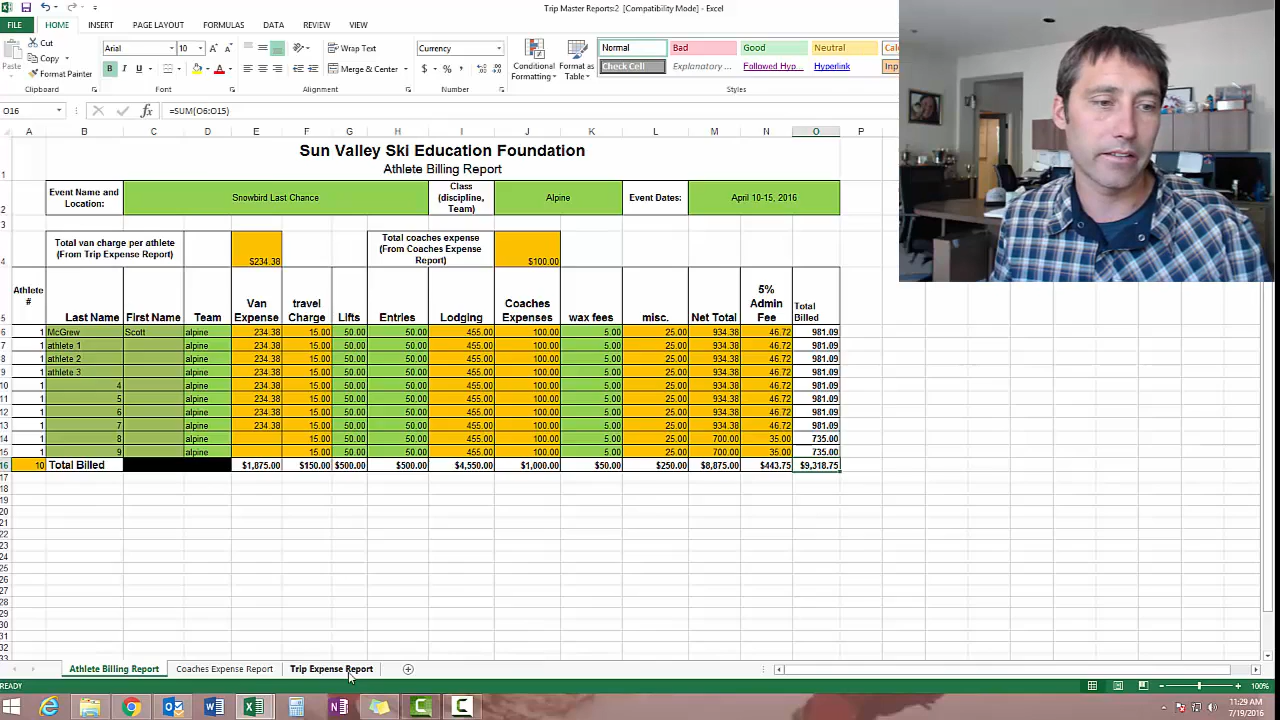 Trip Master Reports:2 [Compatibility Mode] - Excel
FILE HOME INSERT PAGE LAYOUT FORMULAS DATA REVIEW VIEW
Cut
Copy
Format Painter
Paste
Clipboard
Arial 10
B I U
Font
Wrap Text
Merge & Center
Alignment
Currency
$ % ,
Number
Conditional Formatting
Format as Table
Normal Bad Good Neutral
Check Cell Explanatory ... Followed Hyp... Hyperlink
Styles
O16 fx =SUM(O6:O15)
A B C D E F G H I J K L M N O P
Sun Valley Ski Education Foundation
Athlete Billing Report
Event Name and Location: Snowbird Last Chance Class (discipline, Team) Alpine Event Dates: April 10-15, 2016
Total van charge per athlete (From Trip Expense Report) $234.38 Total coaches expense (From Coaches Expense Report) $100.00
Athlete # Last Name First Name Team Van Expense travel Charge Lifts Entries Lodging Coaches Expenses wax fees misc. Net Total 5% Admin Fee Total Billed
1 McGrew Scott alpine 234.38 15.00 50.00 50.00 455.00 100.00 5.00 25.00 934.38 46.72 981.09
1 athlete 1 alpine 234.38 15.00 50.00 50.00 455.00 100.00 5.00 25.00 934.38 46.72 981.09
1 athlete 2 alpine 234.38 15.00 50.00 50.00 455.00 100.00 5.00 25.00 934.38 46.72 981.09
1 athlete 3 alpine 234.38 15.00 50.00 50.00 455.00 100.00 5.00 25.00 934.38 46.72 981.09
1 4 alpine 234.38 15.00 50.00 50.00 455.00 100.00 5.00 25.00 934.38 46.72 981.09
1 5 alpine 234.38 15.00 50.00 50.00 455.00 100.00 5.00 25.00 934.38 46.72 981.09
1 6 alpine 234.38 15.00 50.00 50.00 455.00 100.00 5.00 25.00 934.38 46.72 981.09
1 7 alpine 234.38 15.00 50.00 50.00 455.00 100.00 5.00 25.00 934.38 46.72 981.09
1 8 alpine 15.00 50.00 50.00 455.00 100.00 5.00 25.00 700.00 35.00 735.00
1 9 alpine 15.00 50.00 50.00 455.00 100.00 5.00 25.00 700.00 35.00 735.00
10 Total Billed $1,875.00 $150.00 $500.00 $500.00 $4,550.00 $1,000.00 $50.00 $250.00 $8,875.00 $443.75 $9,318.75
Athlete Billing Report Coaches Expense Report Trip Expense Report
READY 100%
11:29 AM
7/19/2016